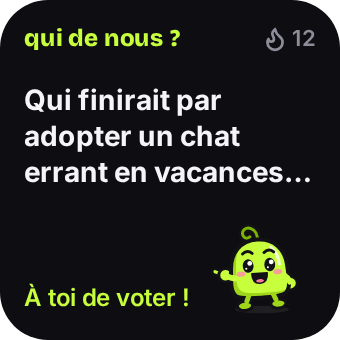 qui de nous ?
12
Qui finirait par
adopter un chat
errant en vacances…
À toi de voter !